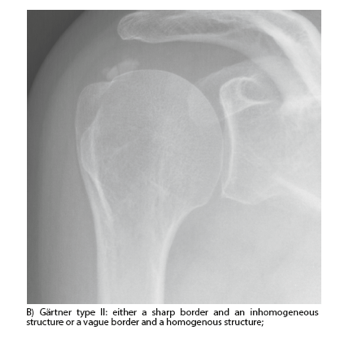 B) Gärtner type II: either a sharp border and an inhomogeneous
structure or a vague border and a homogenous structure;